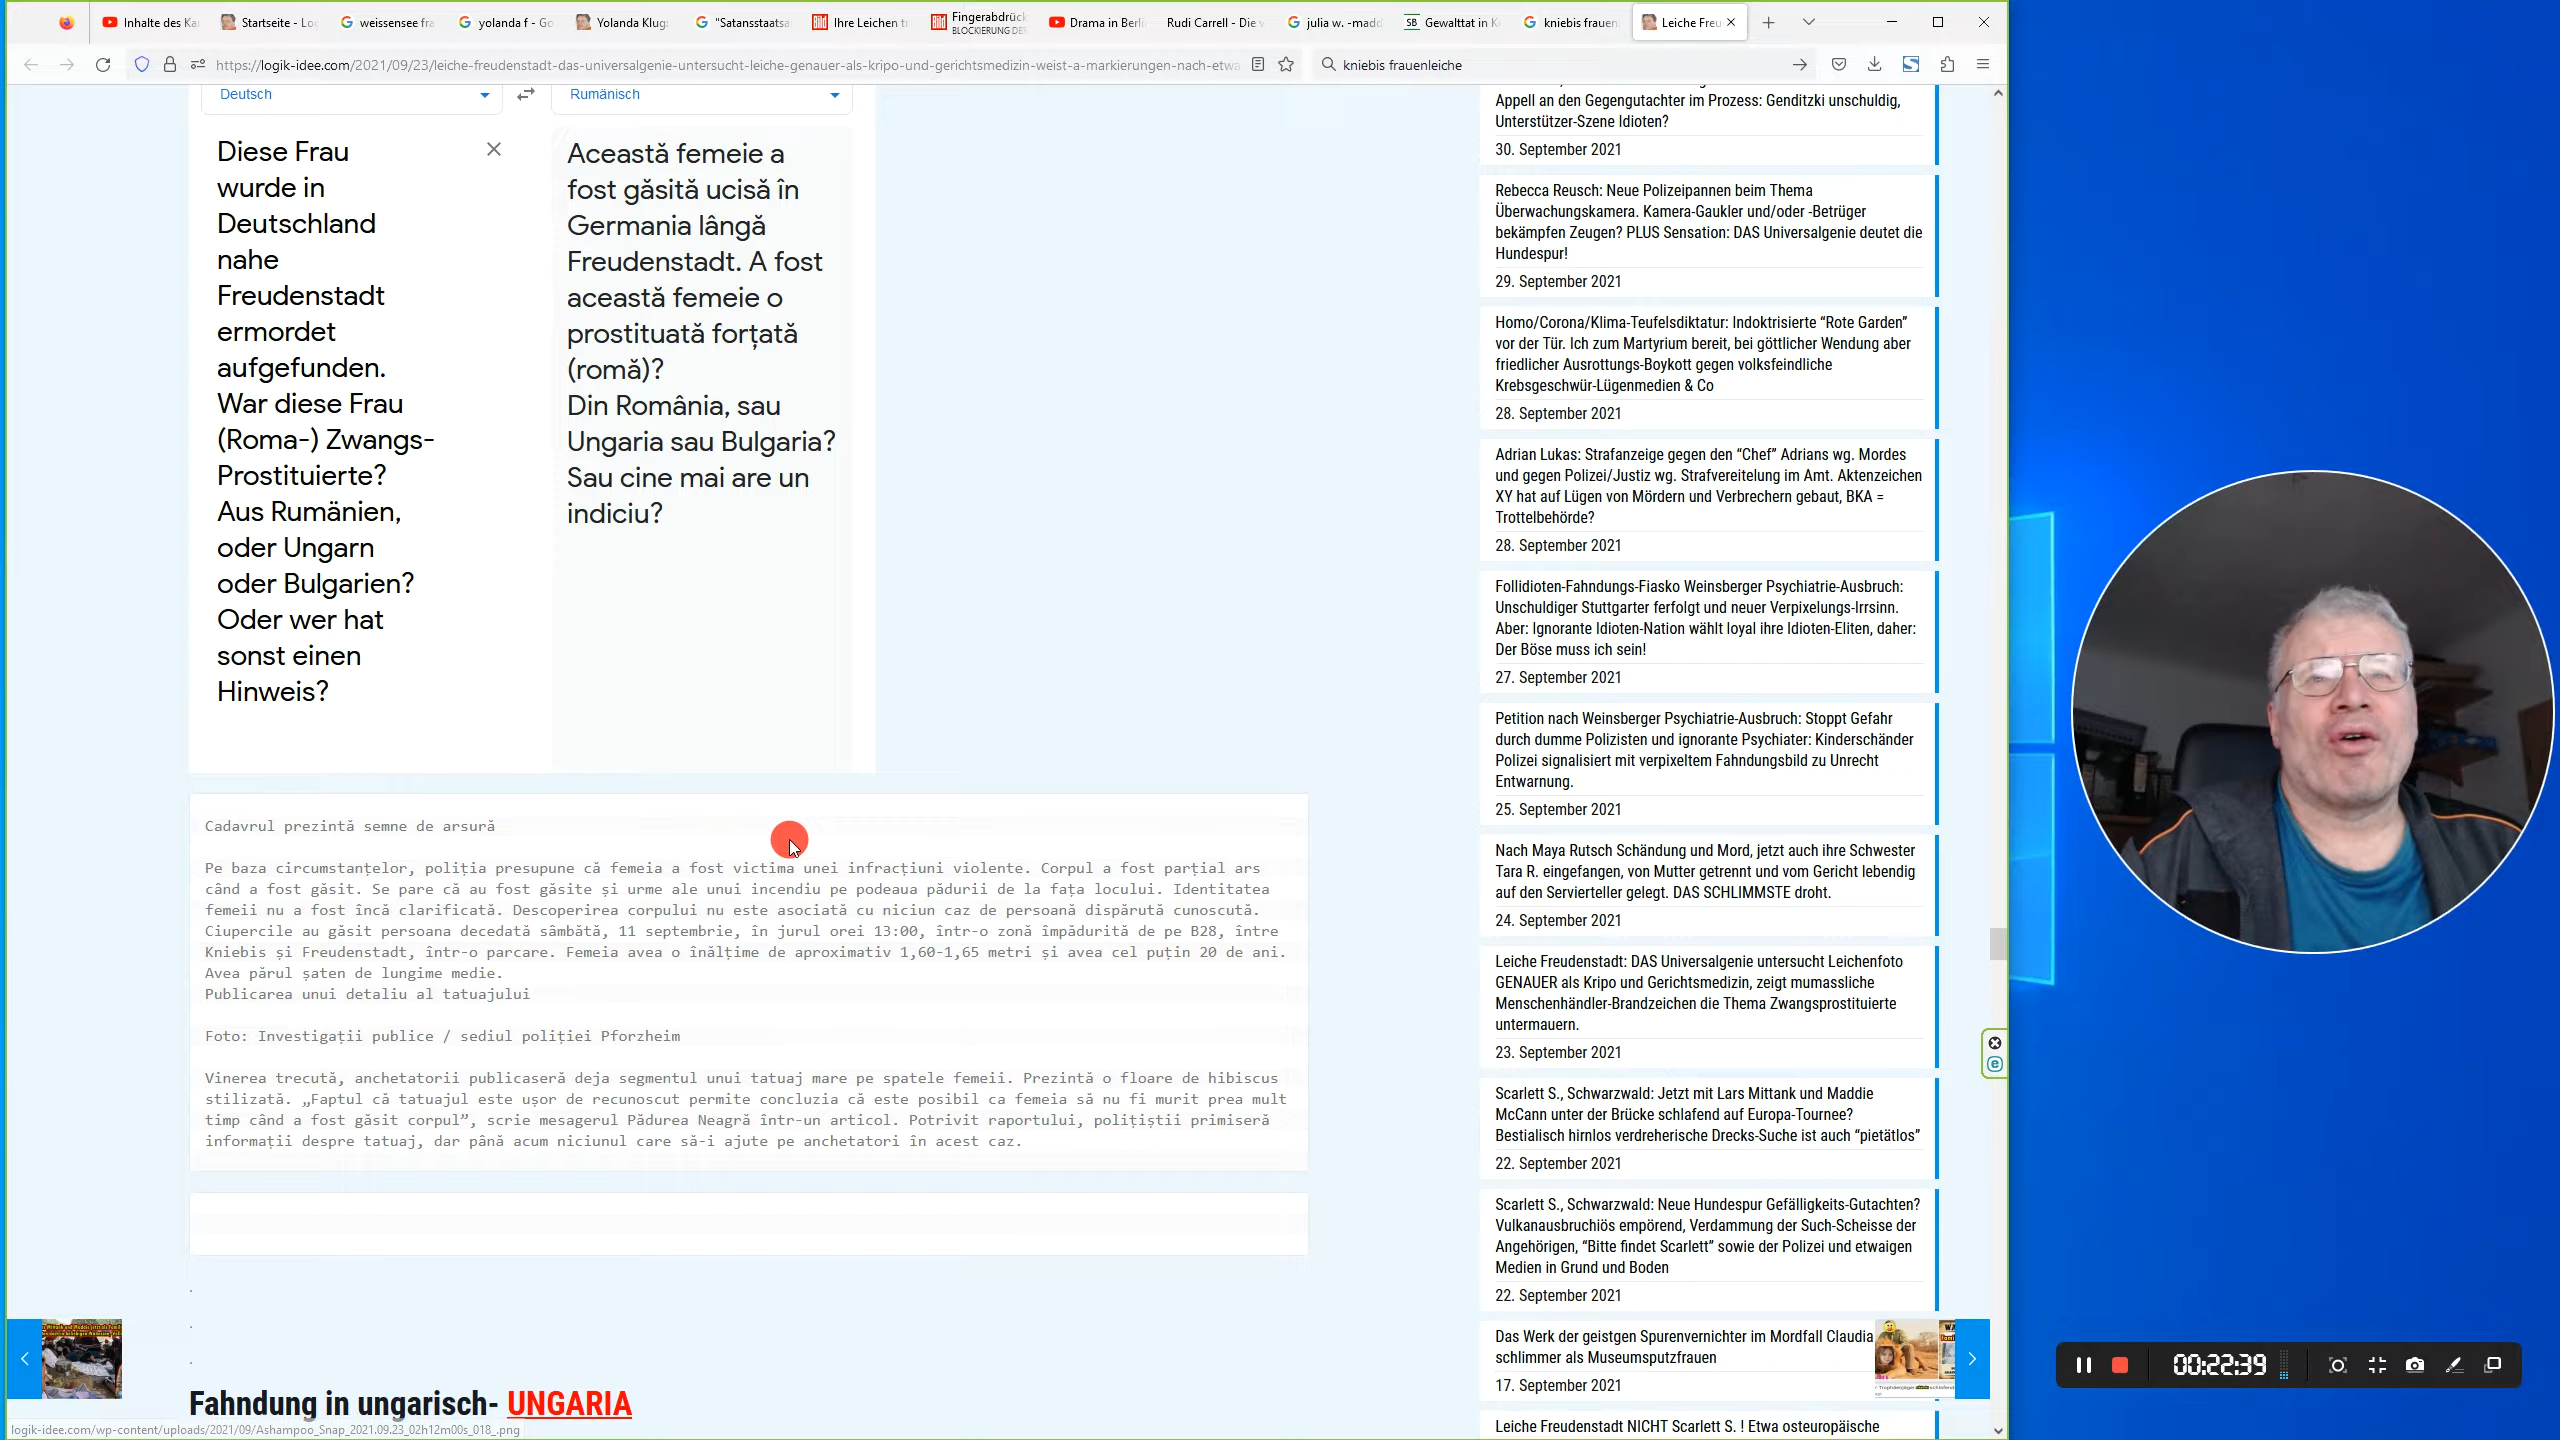 Inhalte des Ka
Startseite - Lo
weissensee fra
yolanda f - Go
Yolanda Klug
"Satansstaatsa
Ihre Leichen t
Fingerabdrück
BLOCKIERUNG DER
Drama in Berli
Rudi Carrell - Die v
julia w. -madd
Gewalttat in K
kniebis frauen
Leiche Freu
https://logik-idee.com/2021/09/23/leiche-freudenstadt-das-universalgenie-untersucht-leiche-genauer-als-kripo-und-gerichtsmedizin-weist-a-markierungen-nach-etwa
kniebis frauenleiche
Deutsch
Rumänisch
Diese Frau
wurde in
Deutschland
nahe
Freudenstadt
ermordet
aufgefunden.
War diese Frau
(Roma-) Zwangs-
Prostituierte?
Aus Rumänien,
oder Ungarn
oder Bulgarien?
Oder wer hat
sonst einen
Hinweis?
Această femeie a
fost găsită ucisă în
Germania lângă
Freudenstadt. A fost
această femeie o
prostituată forțată
(romă)?
Din România, sau
Ungaria sau Bulgaria?
Sau cine mai are un
indiciu?
Cadavrul prezintă semne de arsură
Pe baza circumstanțelor, poliția presupune că femeia a fost victima unei infracțiuni violente. Corpul a fost parțial ars
când a fost găsit. Se pare că au fost găsite și urme ale unui incendiu pe podeaua pădurii de la fața locului. Identitatea
femeii nu a fost încă clarificată. Descoperirea corpului nu este asociată cu niciun caz de persoană dispărută cunoscută.
Ciupercile au găsit persoana decedată sâmbătă, 11 septembrie, în jurul orei 13:00, într-o zonă împădurită de pe B28, între
Kniebis și Freudenstadt, într-o parcare. Femeia avea o înălțime de aproximativ 1,60-1,65 metri și avea cel puțin 20 de ani.
Avea părul șaten de lungime medie.
Publicarea unui detaliu al tatuajului
Foto: Investigații publice / sediul poliției Pforzheim
Vinerea trecută, anchetatorii publicaseră deja segmentul unui tatuaj mare pe spatele femeii. Prezintă o floare de hibiscus
stilizată. „Faptul că tatuajul este ușor de recunoscut permite concluzia că este posibil ca femeia să nu fi murit prea mult
timp când a fost găsit corpul”, scrie mesagerul Pădurea Neagră într-un articol. Potrivit raportului, polițiștii primiseră
informații despre tatuaj, dar până acum niciunul care să-i ajute pe anchetatori în acest caz.
Fahndung in ungarisch- UNGARIA
logik-idee.com/wp-content/uploads/2021/09/Ashampoo_Snap_2021.09.23_02h12m00s_018_.png
Appell an den Gegengutachter im Prozess: Genditzki unschuldig,
Unterstützer-Szene Idioten?
30. September 2021
Rebecca Reusch: Neue Polizeipannen beim Thema
Überwachungskamera. Kamera-Gaukler und/oder -Betrüger
bekämpfen Zeugen? PLUS Sensation: DAS Universalgenie deutet die
Hundespur!
29. September 2021
Homo/Corona/Klima-Teufelsdiktatur: Indoktrisierte “Rote Garden”
vor der Tür. Ich zum Martyrium bereit, bei göttlicher Wendung aber
friedlicher Ausrottungs-Boykott gegen volksfeindliche
Krebsgeschwür-Lügenmedien & Co
28. September 2021
Adrian Lukas: Strafanzeige gegen den “Chef” Adrians wg. Mordes
und gegen Polizei/Justiz wg. Strafvereitelung im Amt. Aktenzeichen
XY hat auf Lügen von Mördern und Verbrechern gebaut, BKA =
Trottelbehörde?
28. September 2021
Follidioten-Fahndungs-Fiasko Weinsberger Psychiatrie-Ausbruch:
Unschuldiger Stuttgarter ferfolgt und neuer Verpixelungs-Irrsinn.
Aber: Ignorante Idioten-Nation wählt loyal ihre Idioten-Eliten, daher:
Der Böse muss ich sein!
27. September 2021
Petition nach Weinsberger Psychiatrie-Ausbruch: Stoppt Gefahr
durch dumme Polizisten und ignorante Psychiater: Kinderschänder
Polizei signalisiert mit verpixeltem Fahndungsbild zu Unrecht
Entwarnung.
25. September 2021
Nach Maya Rutsch Schändung und Mord, jetzt auch ihre Schwester
Tara R. eingefangen, von Mutter getrennt und vom Gericht lebendig
auf den Servierteller gelegt. DAS SCHLIMMSTE droht.
24. September 2021
Leiche Freudenstadt: DAS Universalgenie untersucht Leichenfoto
GENAUER als Kripo und Gerichtsmedizin, zeigt mumassliche
Menschenhändler-Brandzeichen die Thema Zwangsprostituierte
untermauern.
23. September 2021
Scarlett S., Schwarzwald: Jetzt mit Lars Mittank und Maddie
McCann unter der Brücke schlafend auf Europa-Tournee?
Bestialisch hirnlos verdreherische Drecks-Suche ist auch “pietätlos”
22. September 2021
Scarlett S., Schwarzwald: Neue Hundespur Gefälligkeits-Gutachten?
Vulkanausbruchiös empörend, Verdammung der Such-Scheisse der
Angehörigen, “Bitte findet Scarlett” sowie der Polizei und etwaigen
Medien in Grund und Boden
22. September 2021
Das Werk der geistgen Spurenvernichter im Mordfall Claudia
schlimmer als Museumsputzfrauen
17. September 2021
Leiche Freudenstadt NICHT Scarlett S. ! Etwa osteuropäische
00:22:39